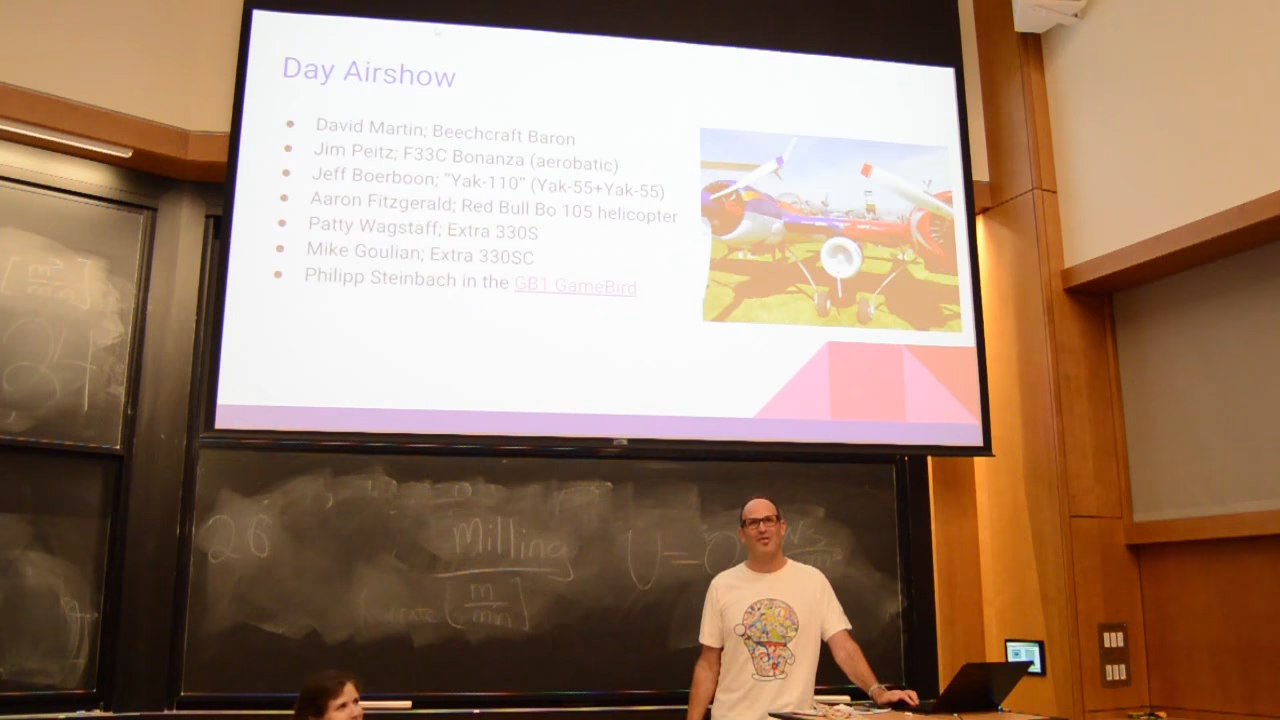 Day Airshow
David Martin; Beechcraft Baron
Jim Peitz; F33C Bonanza (aerobatic)
Jeff Boerboon; "Yak-110" (Yak-55+Yak-55)
Aaron Fitzgerald; Red Bull Bo 105 helicopter
Patty Wagstaff; Extra 330S
Mike Goulian; Extra 330SC
Philipp Steinbach in the GB1 GameBird
26
Milling
U=
rate [m/mn]